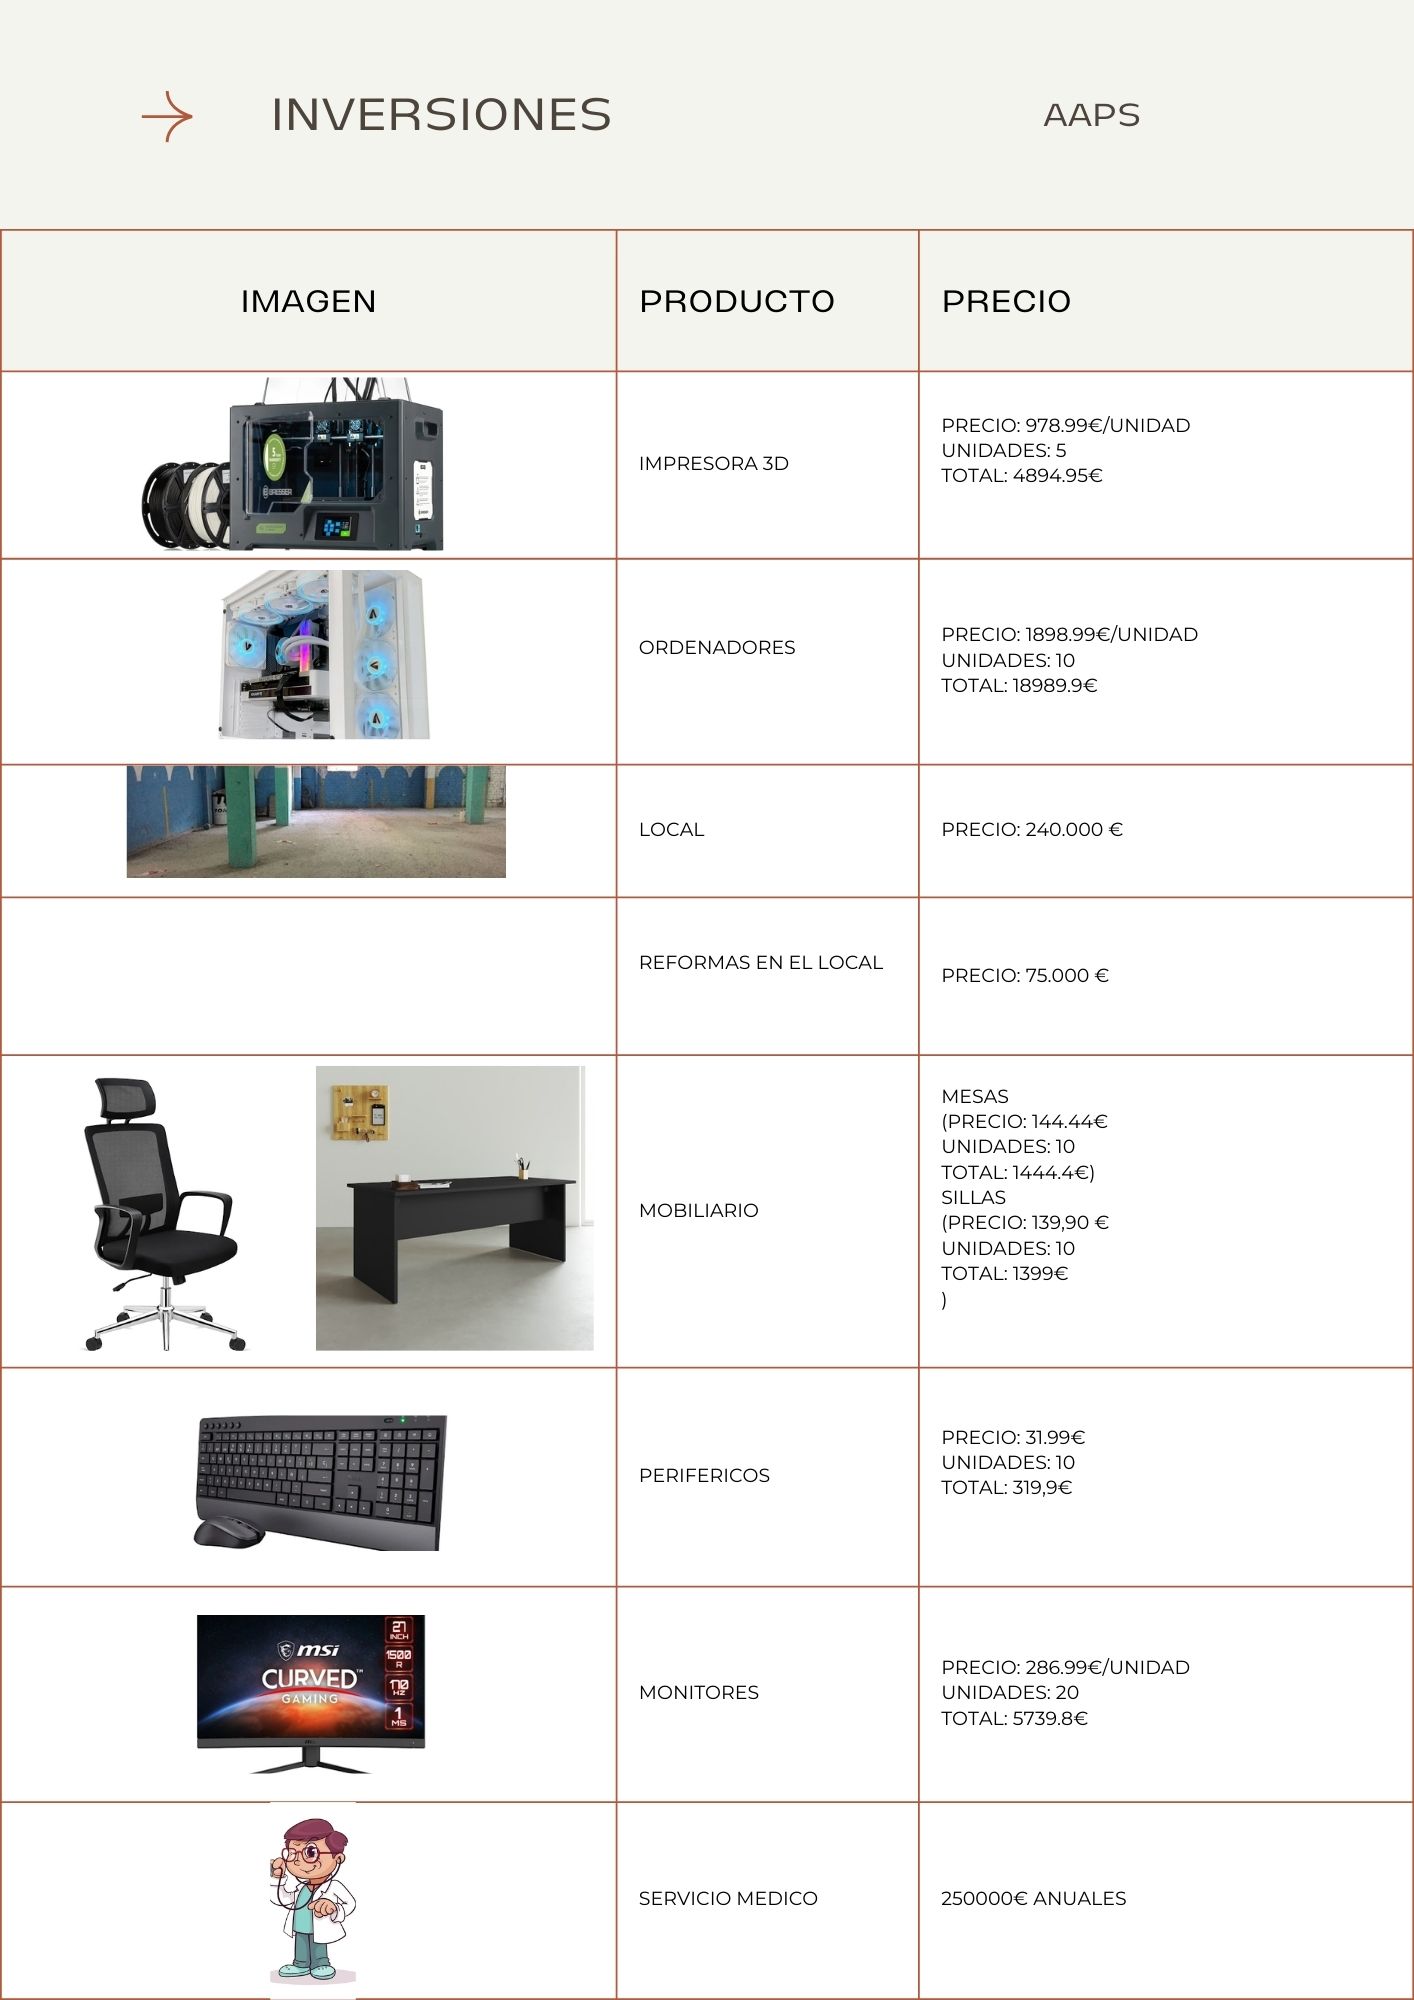 INVERSIONES
AAPS
IMAGEN
PRODUCTO
PRECIO
5
BRESSER
IMPRESORA 3D
PRECIO: 978.99€/UNIDAD
UNIDADES: 5
TOTAL: 4894.95€
ORDENADORES
PRECIO: 1898.99€/UNIDAD
UNIDADES: 10
TOTAL: 18989.9€
LOCAL
PRECIO: 240.000 €
REFORMAS EN EL LOCAL
PRECIO: 75.000 €
MOBILIARIO
MESAS
(PRECIO: 144.44€
UNIDADES: 10
TOTAL: 1444.4€)
SILLAS
(PRECIO: 139,90 €
UNIDADES: 10
TOTAL: 1399€
)
PERIFERICOS
PRECIO: 31.99€
UNIDADES: 10
TOTAL: 319,9€
msi
CURVED™
GAMING
27
INCH
1500
R
170
HZ
1
MS
MONITORES
PRECIO: 286.99€/UNIDAD
UNIDADES: 20
TOTAL: 5739.8€
SERVICIO MEDICO
250000€ ANUALES